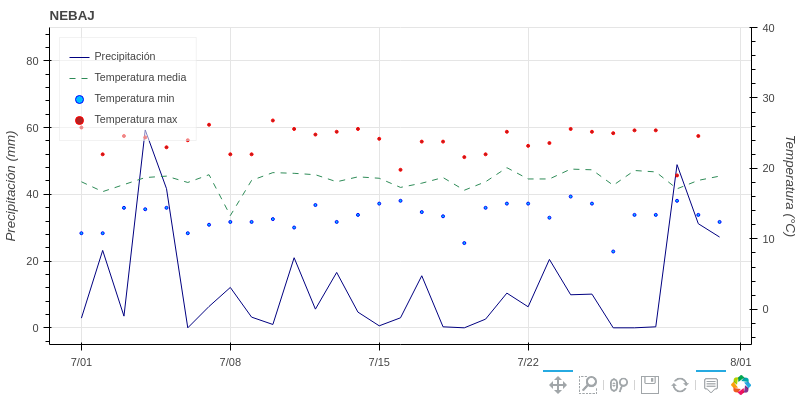 NEBAJ
Precipitación
Temperatura media
Temperatura min
Temperatura max
Precipitación (mm)
80
60
40
20
0
Temperatura (°C)
40
30
20
10
0
7/01
7/08
7/15
7/22
8/01